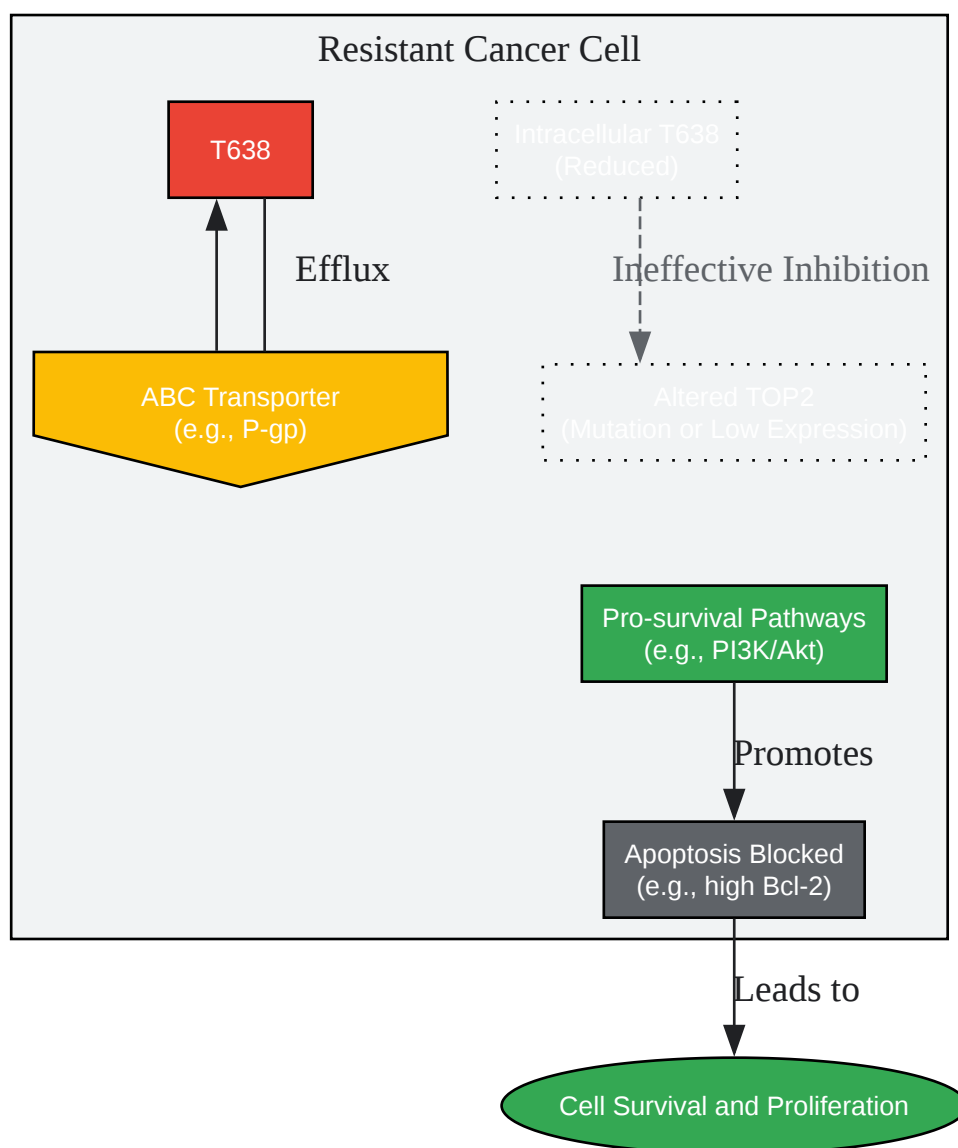 Resistant Cancer Cell
T638
Intracellular T638
(Reduced)
Efflux
Ineffective Inhibition
ABC Transporter
(e.g., P-gp)
Altered TOP2
(Mutation or Low Expression)
Pro-survival Pathways
(e.g., PI3K/Akt)
Promotes
Apoptosis Blocked
(e.g., high Bcl-2)
Leads to
Cell Survival and Proliferation